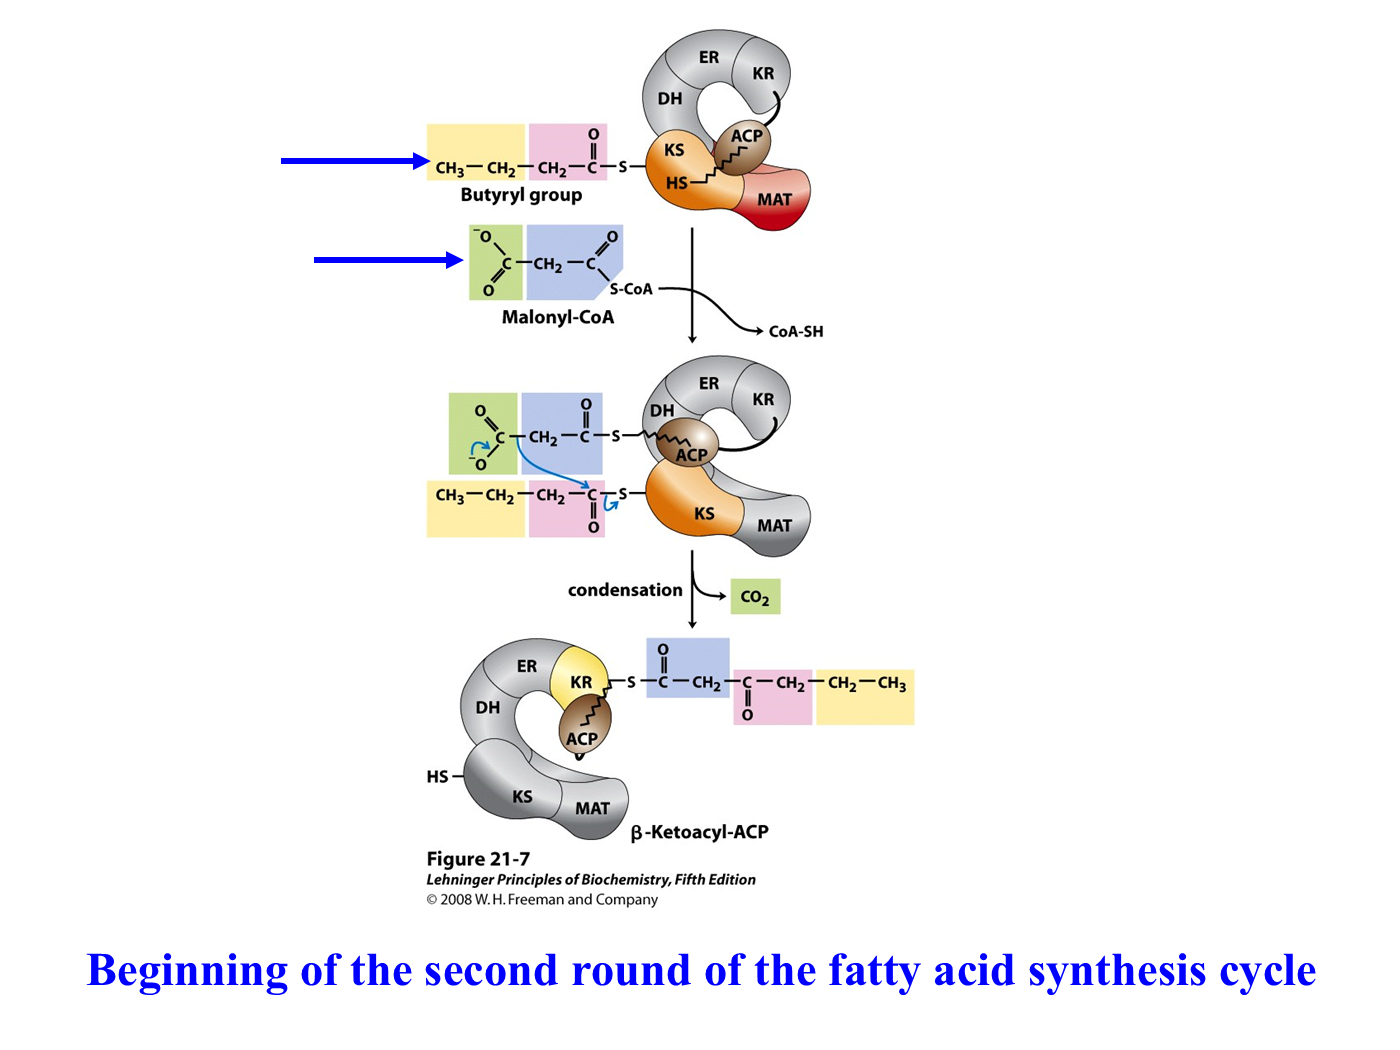 ER
KR
DH
ACP
KS
HS
MAT
O
CH₃ — CH₂ — CH₂ — C — S —
Butyryl group
⁻O
O
C — CH₂ — C
O
S-CoA
Malonyl-CoA
CoA-SH
ER
KR
DH
ACP
KS
MAT
O
O
C — CH₂ — C — S —
⁻O
CH₃ — CH₂ — CH₂ — C — S —
O
condensation
CO₂
ER
KR
DH
ACP
HS
KS
MAT
O
S — C — CH₂ — C — CH₂ — CH₂ — CH₃
O
β-Ketoacyl-ACP
Figure 21-7
Lehninger Principles of Biochemistry, Fifth Edition
© 2008 W. H. Freeman and Company
Beginning of the second round of the fatty acid synthesis cycle